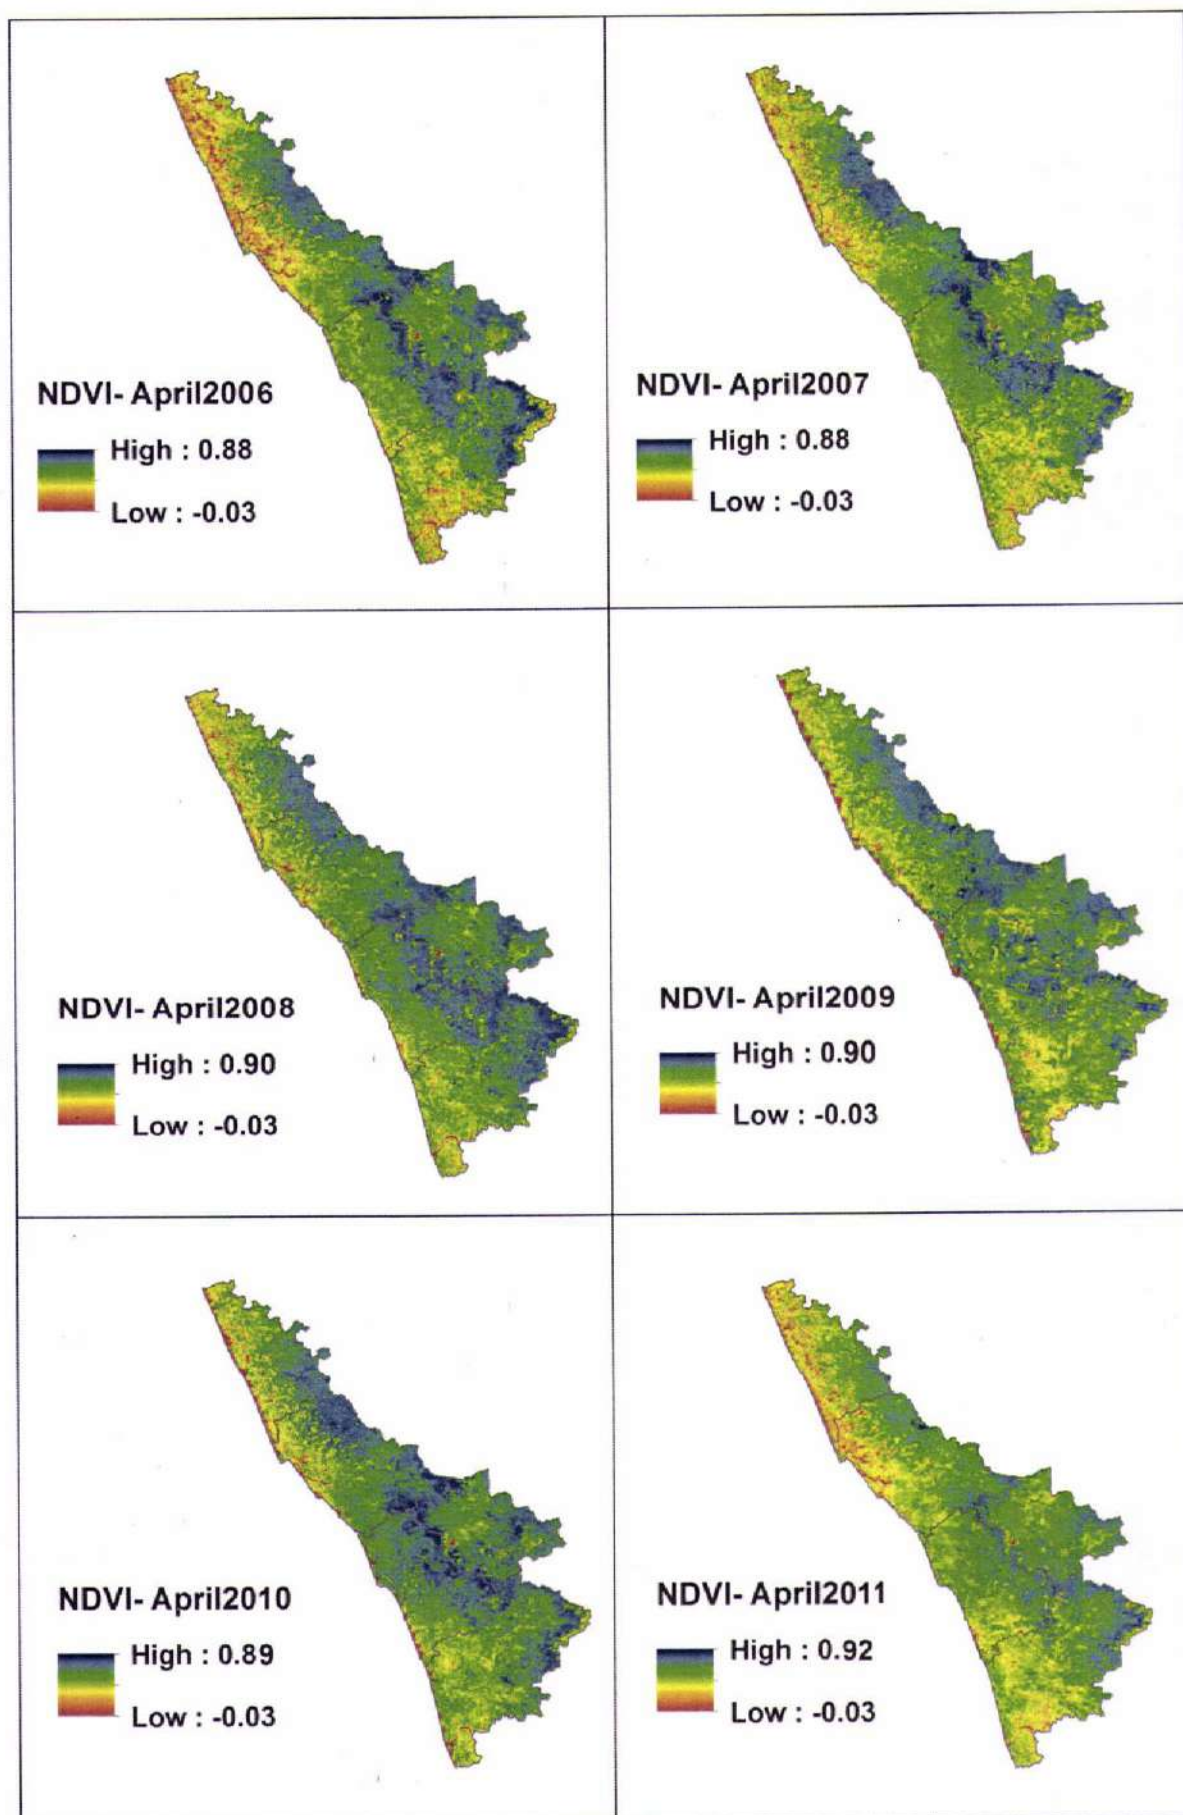 NDVI- April2006
High : 0.88
Low : -0.03
NDVI- April2007
High : 0.88
Low : -0.03
NDVI- April2008
High : 0.90
Low : -0.03
NDVI- April2009
High : 0.90
Low : -0.03
NDVI- April2010
High : 0.89
Low : -0.03
NDVI- April2011
High : 0.92
Low : -0.03